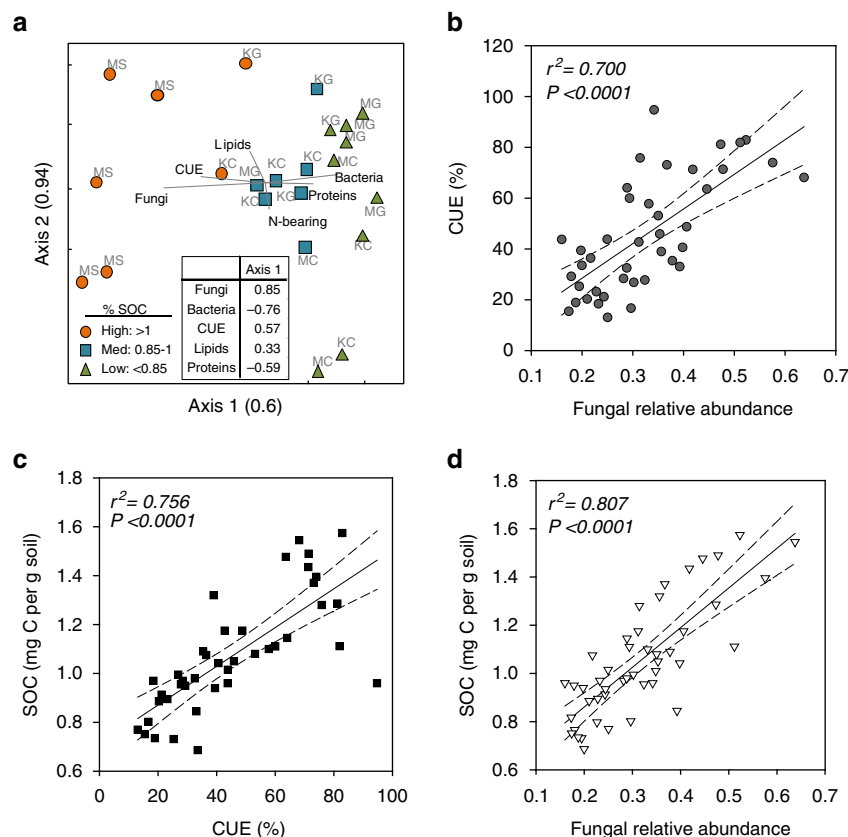 a
MS
MS
KG
KG
MG
KG
MG
MG
MS
KC
Lipids
CUE
MG
KC
KC
MC
Bacteria
Fungi
KC
KG
Proteins
MG
N-bearing
MC
KC
MS
MS
KC
MC
Axis 2 (0.94)
Axis 1 (0.6)
% SOC
High: >1
Med: 0.85-1
Low: <0.85
Axis 1
Fungi 0.85
Bacteria −0.76
CUE 0.57
Lipids 0.33
Proteins −0.59
b
r²= 0.700
P <0.0001
CUE (%)
120
100
80
60
40
20
0
0.1 0.2 0.3 0.4 0.5 0.6 0.7
Fungal relative abundance
c
r²= 0.756
P <0.0001
SOC (mg C per g soil)
1.8
1.6
1.4
1.2
1.0
0.8
0.6
0 20 40 60 80 100
CUE (%)
d
r²= 0.807
P <0.0001
SOC (mg C per g soil)
1.8
1.6
1.4
1.2
1.0
0.8
0.6
0.1 0.2 0.3 0.4 0.5 0.6 0.7
Fungal relative abundance